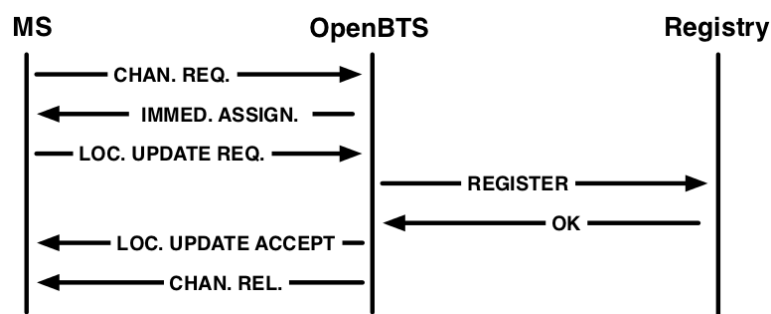 MS OpenBTS Registry
CHAN. REQ.
IMMED. ASSIGN.
LOC. UPDATE REQ.
REGISTER
OK
LOC. UPDATE ACCEPT
CHAN. REL.